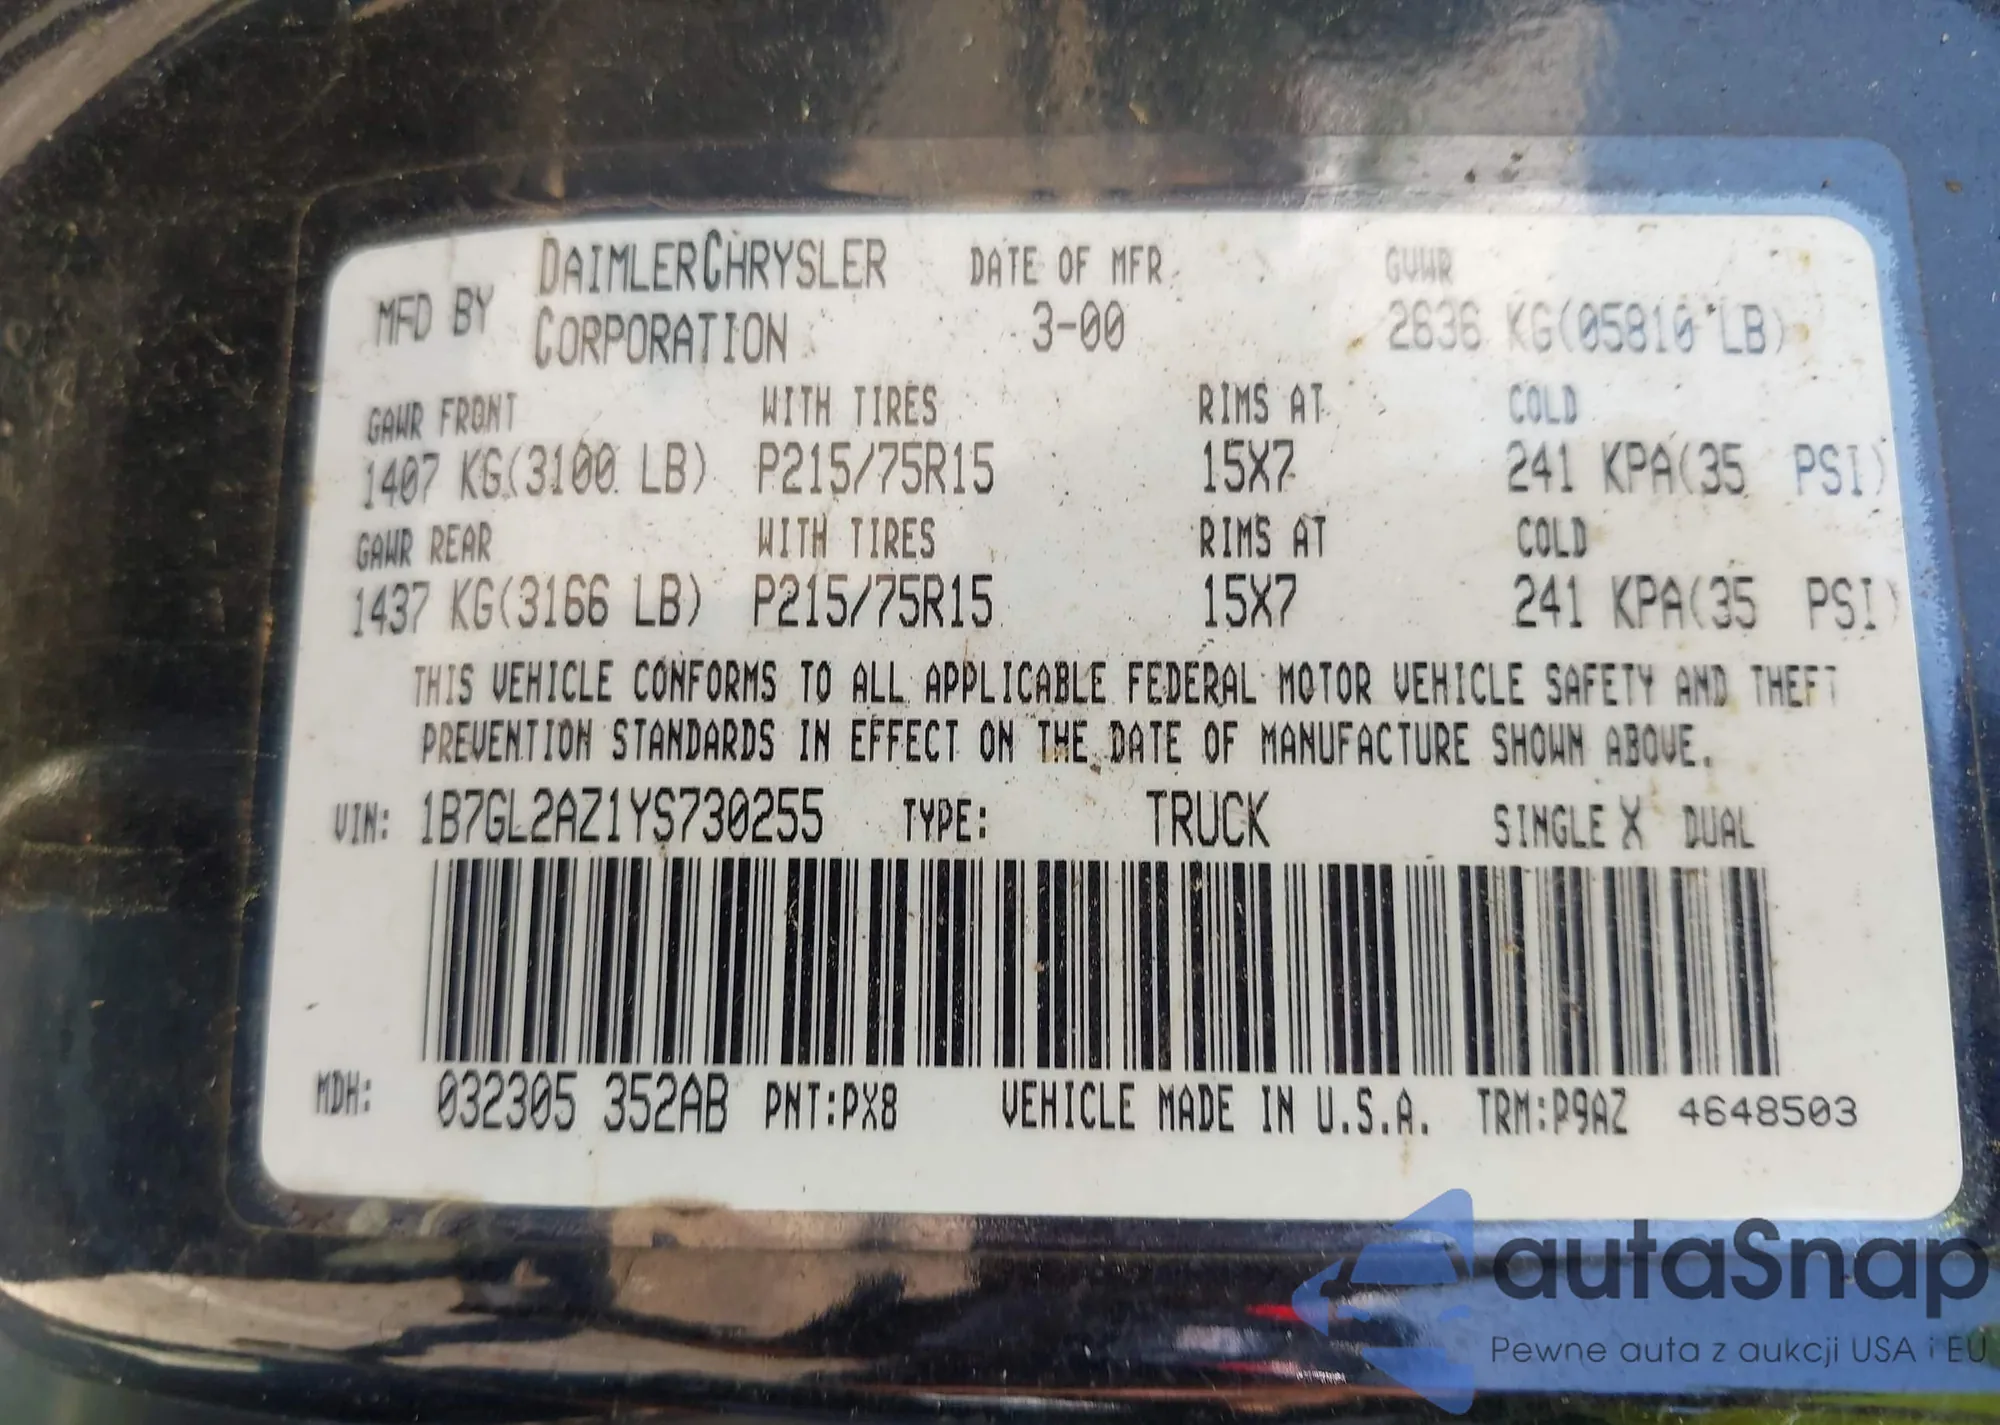 MFD BY DAIMLERCHRYSLER CORPORATION DATE OF MFR 3-00 GVWR 2636 KG(05810 LB)
GAWR FRONT WITH TIRES RIMS AT COLD
1407 KG(3100 LB) P215/75R15 15X7 241 KPA(35 PSI)
GAWR REAR WITH TIRES RIMS AT COLD
1437 KG(3166 LB) P215/75R15 15X7 241 KPA(35 PSI)
THIS VEHICLE CONFORMS TO ALL APPLICABLE FEDERAL MOTOR VEHICLE SAFETY AND THEFT
PREVENTION STANDARDS IN EFFECT ON THE DATE OF MANUFACTURE SHOWN ABOVE.
VIN: 1B7GL2AZ1YS730255 TYPE: TRUCK SINGLE X DUAL
MDH: 032305 352AB PNT:PX8 VEHICLE MADE IN U.S.A. TRM:P9AZ 4648503
autaSnap
Pewne auta z aukcji USA i EU